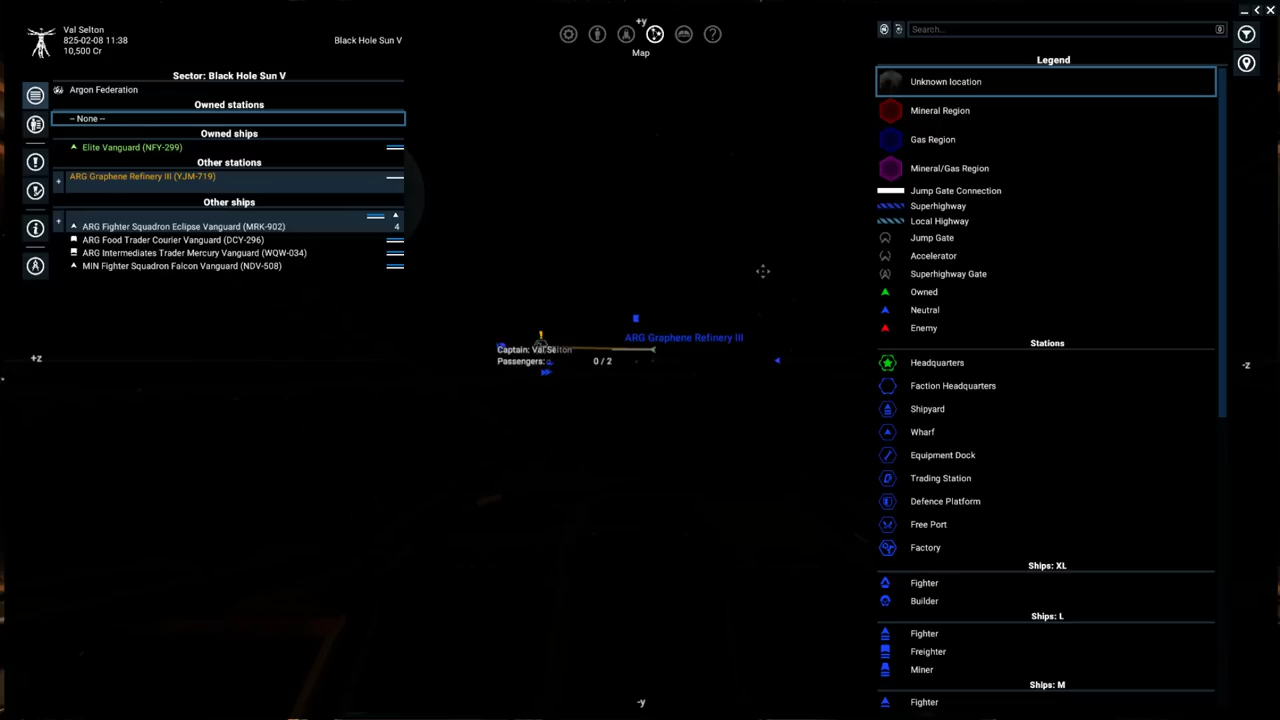 Val Selton
825-02-08 11:38
10,500 Cr
Black Hole Sun V
+y
Map
Sector: Black Hole Sun V
Argon Federation
Owned stations
-- None --
Owned ships
Elite Vanguard (NFY-299)
Other stations
+
ARG Graphene Refinery III (YJM-719)
Other ships
+
ARG Fighter Squadron Eclipse Vanguard (MRK-902)
4
ARG Food Trader Courier Vanguard (DCY-296)
ARG Intermediates Trader Mercury Vanguard (WQW-034)
MIN Fighter Squadron Falcon Vanguard (NDV-508)
ARG Graphene Refinery III
Captain: Val Selton
Passengers:
0 / 2
+z
-z
-y
Search...
Legend
Unknown location
Mineral Region
Gas Region
Mineral/Gas Region
Jump Gate Connection
Superhighway
Local Highway
Jump Gate
Accelerator
Superhighway Gate
Owned
Neutral
Enemy
Stations
Headquarters
Faction Headquarters
Shipyard
Wharf
Equipment Dock
Trading Station
Defence Platform
Free Port
Factory
Ships: XL
Fighter
Builder
Ships: L
Fighter
Freighter
Miner
Ships: M
Fighter